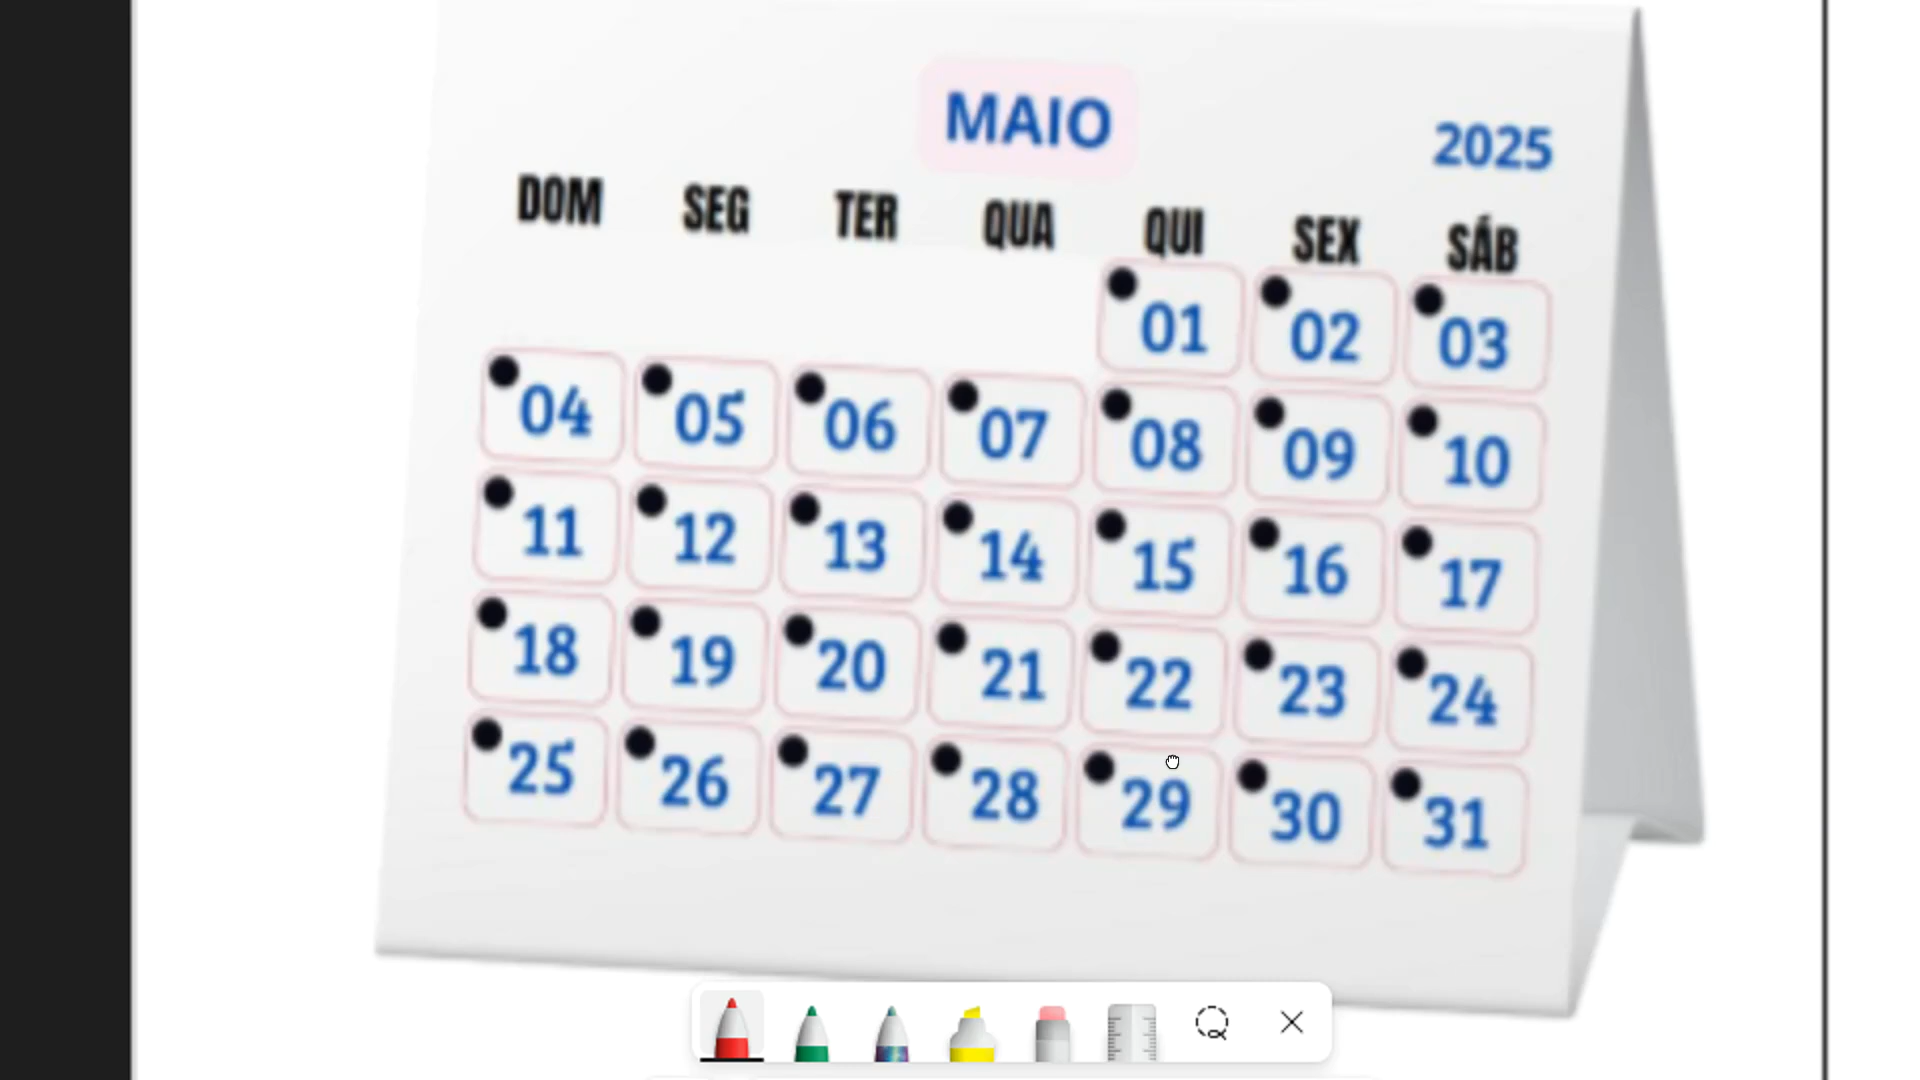 MAIO
2025
DOM SEG TER QUA QUI SEX SÁB
01 02 03
04 05 06 07 08 09 10
11 12 13 14 15 16 17
18 19 20 21 22 23 24
25 26 27 28 29 30 31